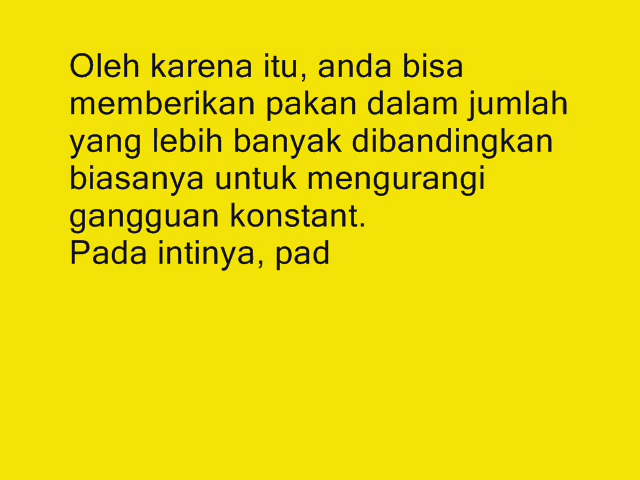 Oleh karena itu, anda bisa
memberikan pakan dalam jumlah
yang lebih banyak dibandingkan
biasanya untuk mengurangi
gangguan konstant.
Pada intinya, pad